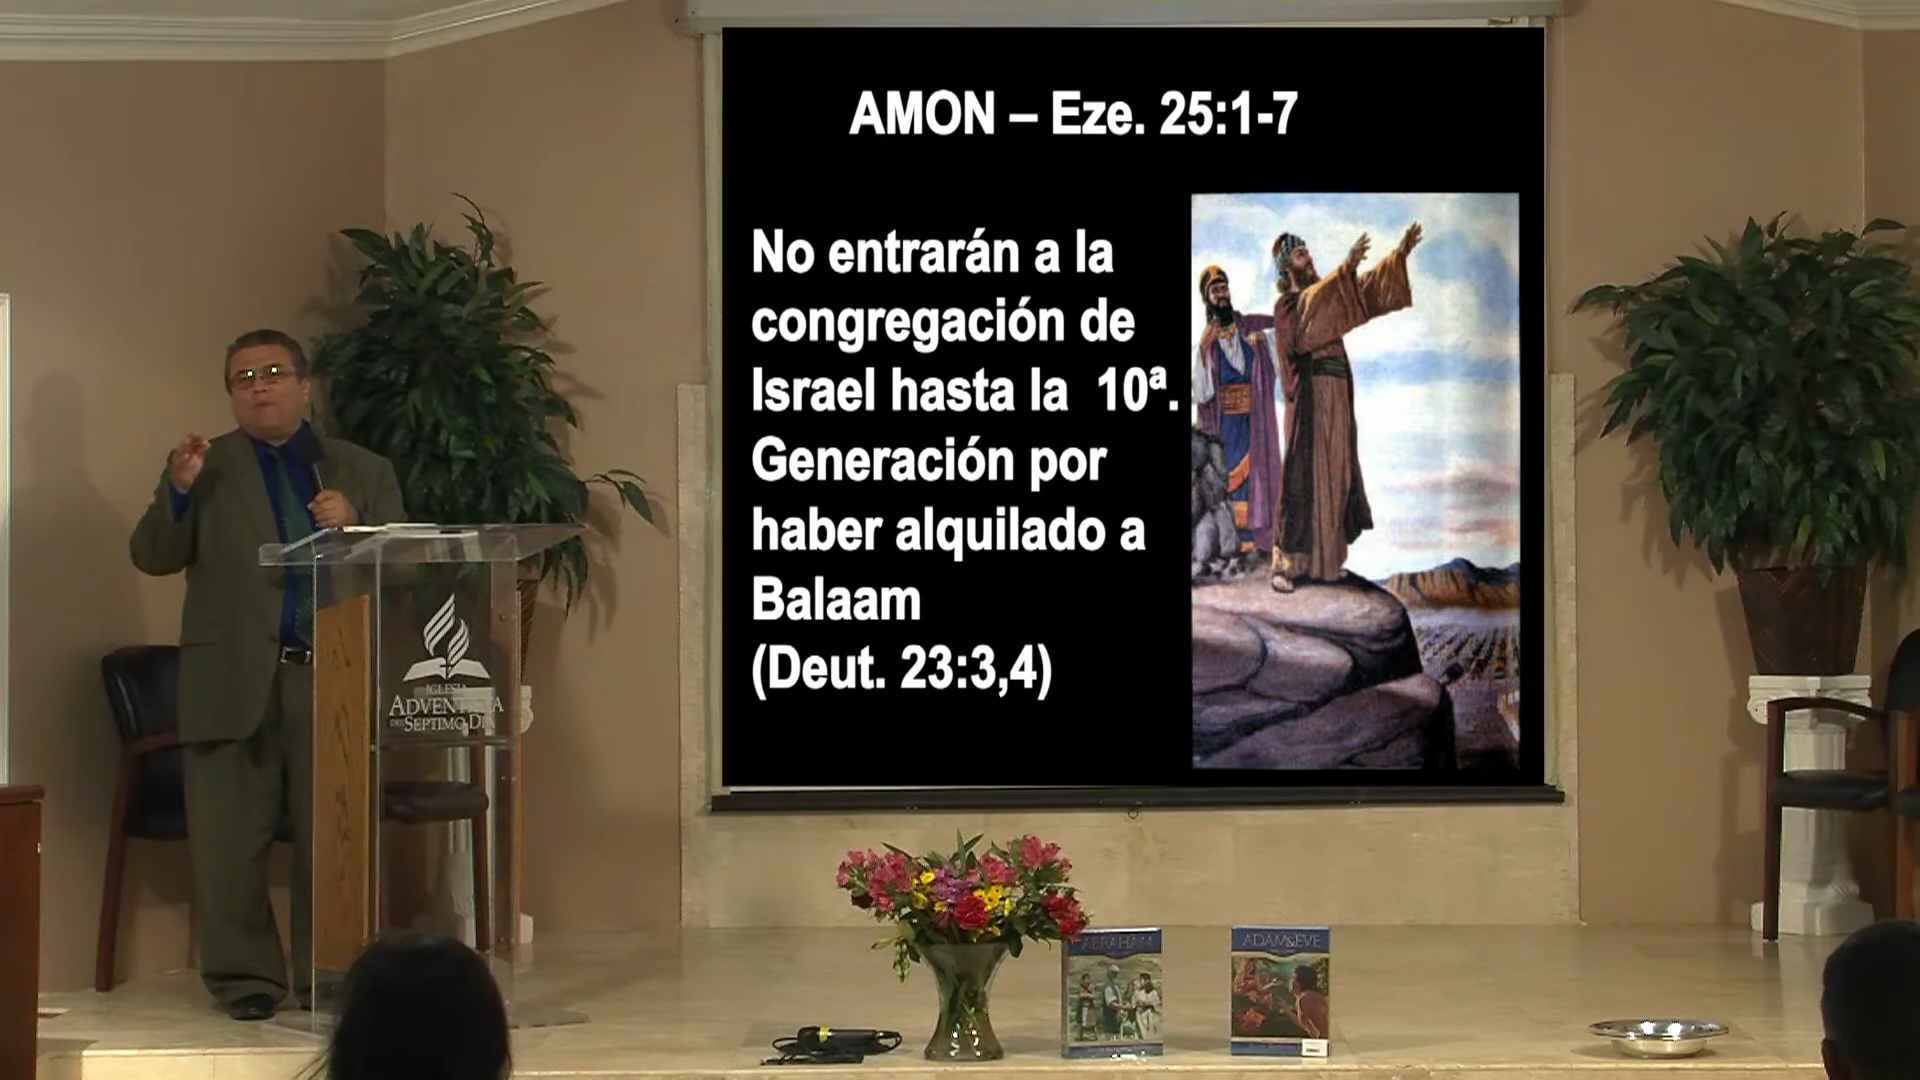 AMON – Eze. 25:1-7
No entrarán a la
congregación de
Israel hasta la 10ª.
Generación por
haber alquilado a
Balaam
(Deut. 23:3,4)
IGLESIA
ADVENTISTA
DEL SEPTIMO DIA
ABRAHAM
ADAM&EVE